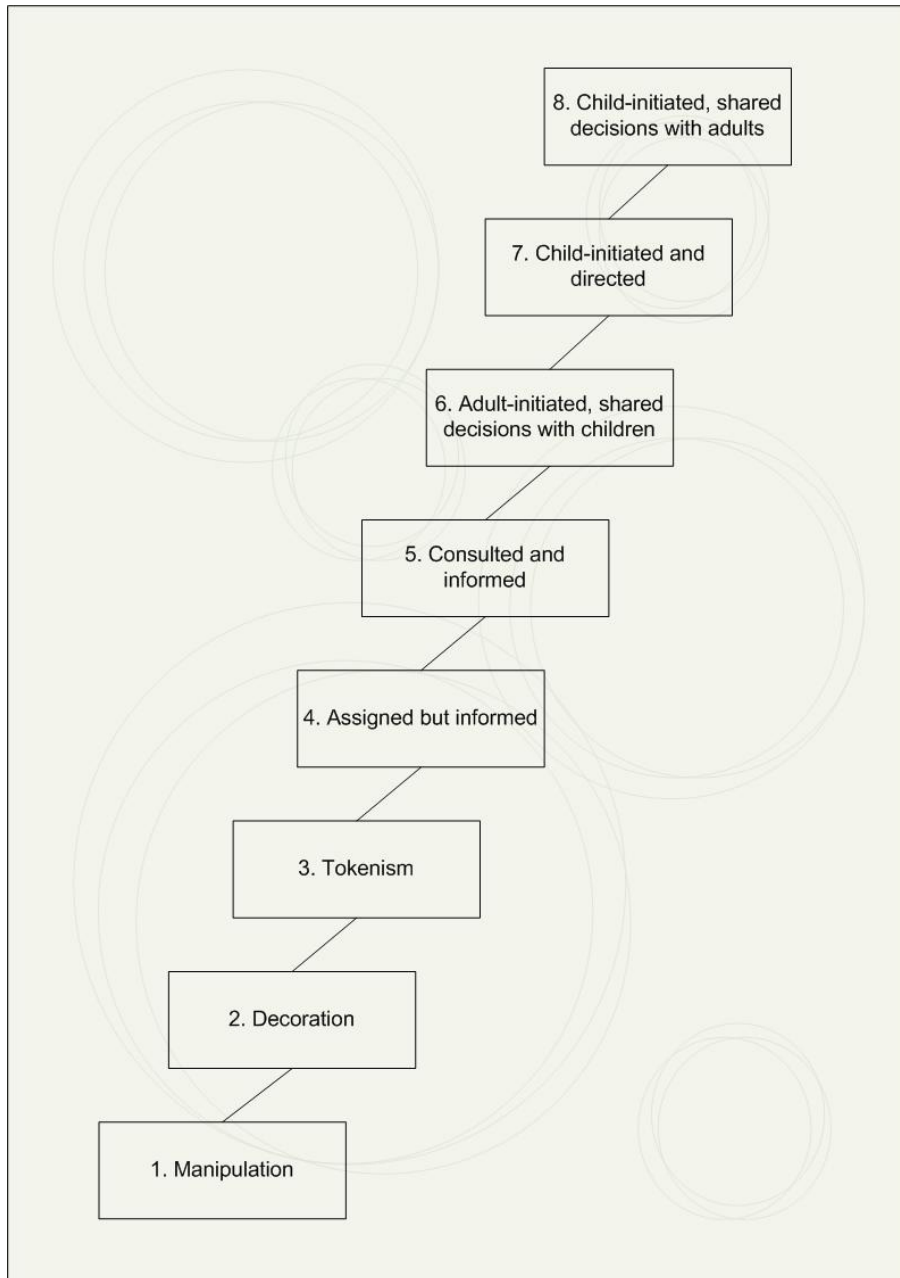 8. Child-initiated, shared
decisions with adults
7. Child-initiated and
directed
6. Adult-initiated, shared
decisions with children
5. Consulted and
informed
4. Assigned but informed
3. Tokenism
2. Decoration
1. Manipulation